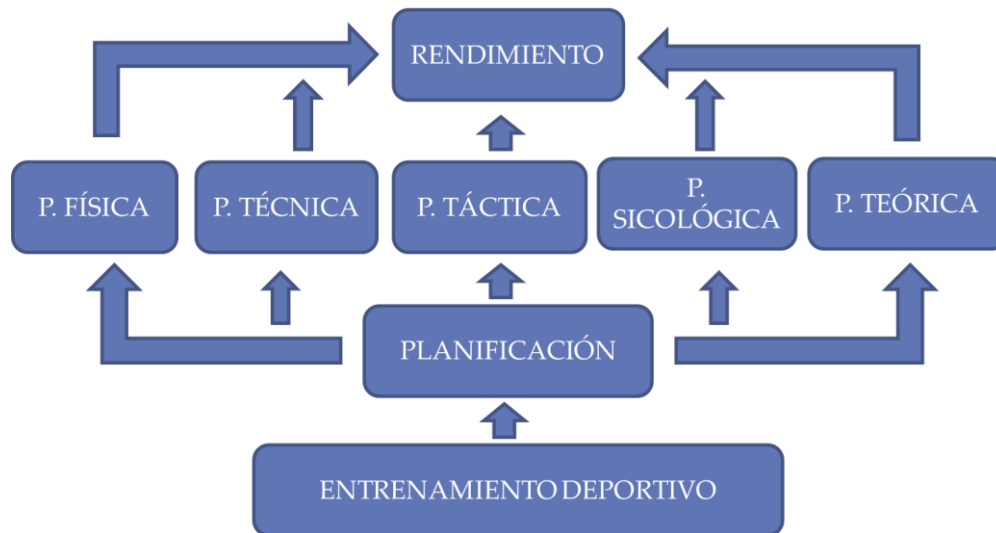 RENDIMIENTO
P. FÍSICA
P. TÉCNICA
P. TÁCTICA
P.
SICOLÓGICA
P. TEÓRICA
PLANIFICACIÓN
ENTRENAMIENTO DEPORTIVO